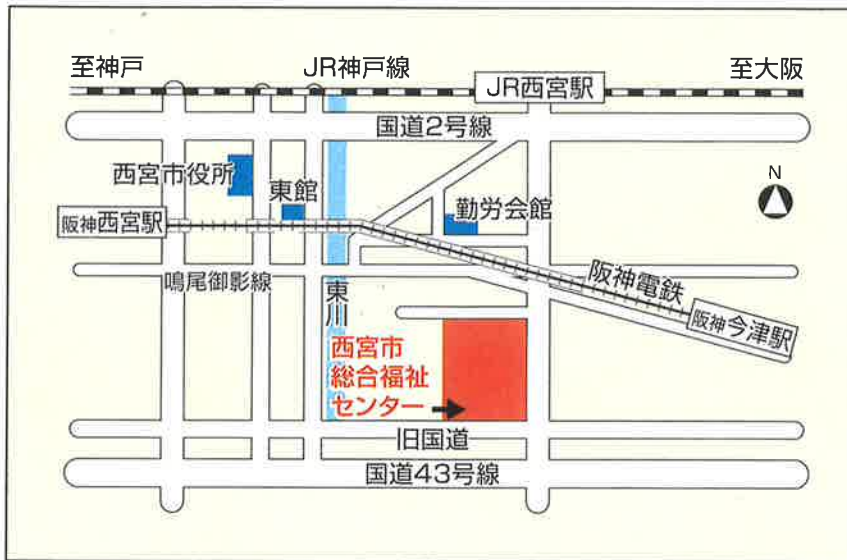 至神戸
JR神戸線
至大阪
JR西宮駅
国道2号線
西宮市役所
東館
勤労会館
N
阪神西宮駅
鳴尾御影線
東川
阪神電鉄
阪神今津駅
西宮市
総合福祉
センター
旧国道
国道43号線